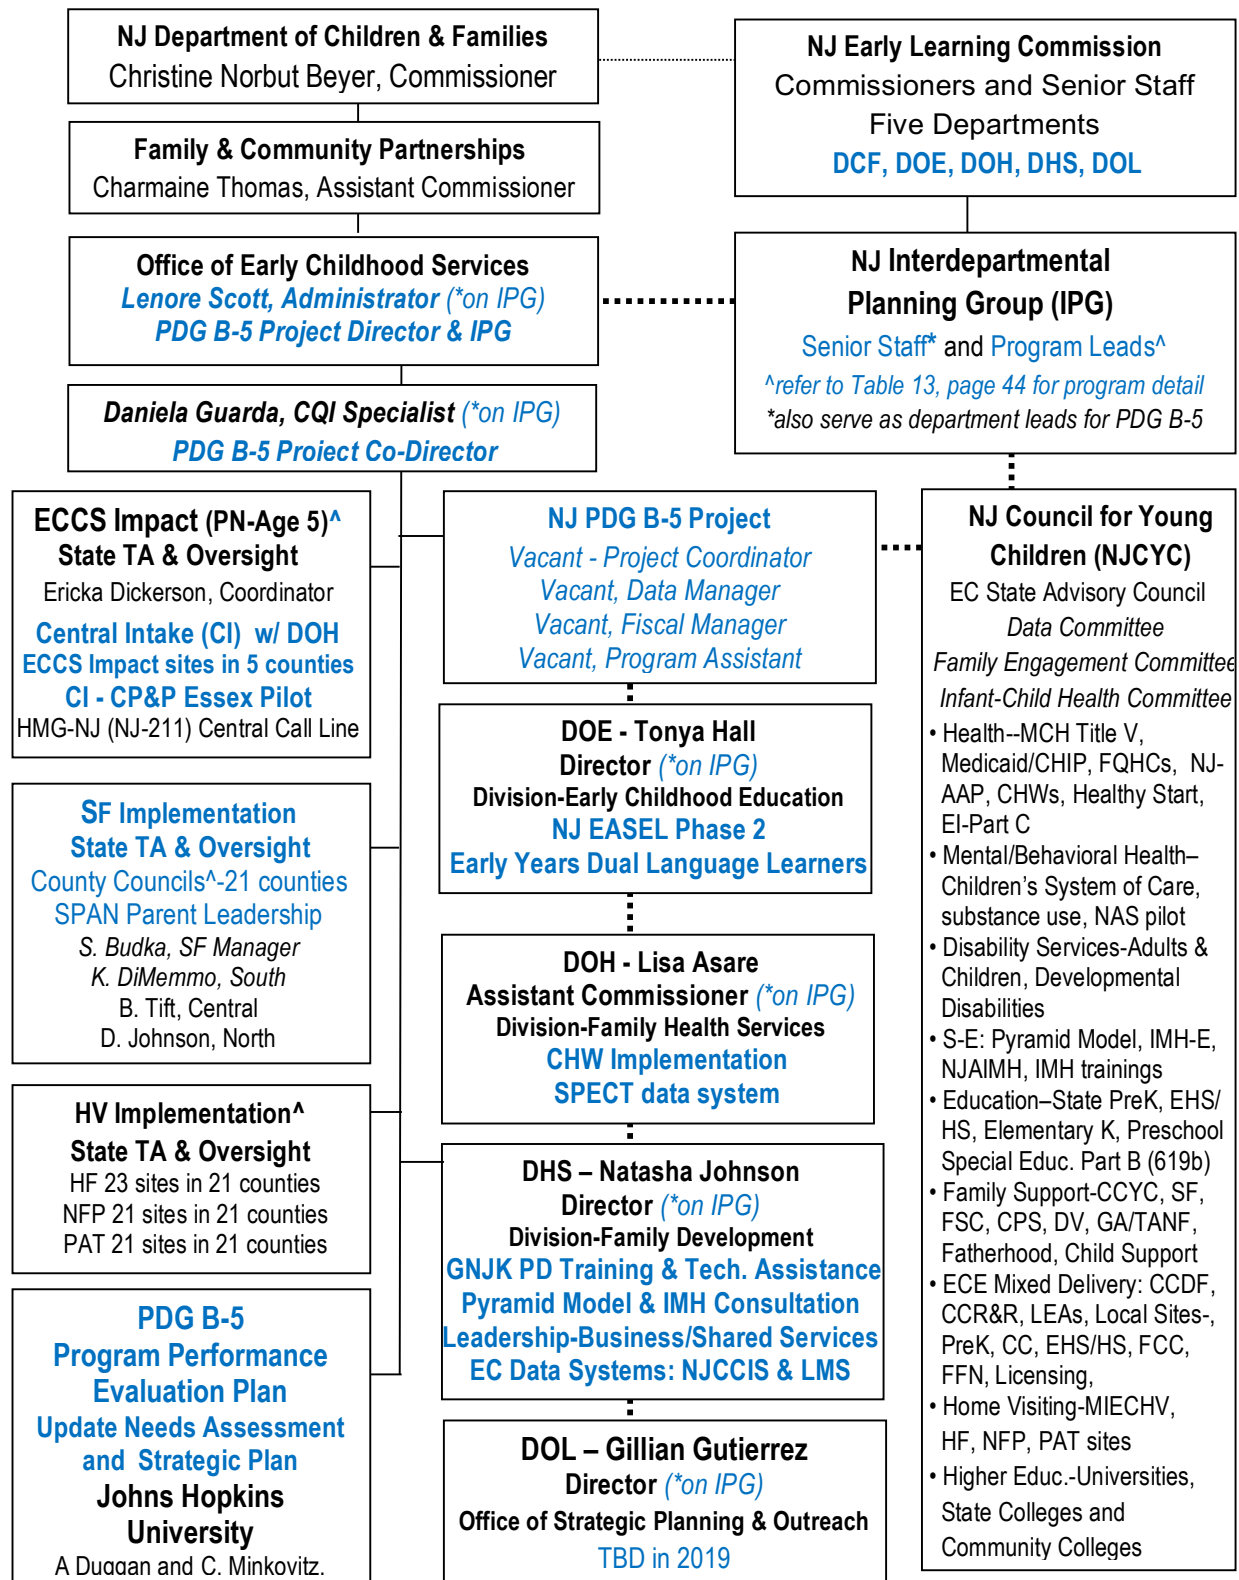 NJ Department of Children & Families
Christine Norbut Beyer, Commissioner
NJ Early Learning Commission
Commissioners and Senior Staff
Five Departments
DCF, DOE, DOH, DHS, DOL
Family & Community Partnerships
Charmaine Thomas, Assistant Commissioner
Office of Early Childhood Services
Lenore Scott, Administrator (*on IPG)
PDG B-5 Project Director & IPG
NJ Interdepartmental
Planning Group (IPG)
Senior Staff* and Program Leads^
^refer to Table 13, page 44 for program detail
*also serve as department leads for PDG B-5
Daniela Guarda, CQI Specialist (*on IPG)
PDG B-5 Project Co-Director
ECCS Impact (PN-Age 5)^
State TA & Oversight
Ericka Dickerson, Coordinator
Central Intake (CI) w/ DOH
ECCS Impact sites in 5 counties
CI - CP&P Essex Pilot
HMG-NJ (NJ-211) Central Call Line
SF Implementation
State TA & Oversight
County Councils^-21 counties
SPAN Parent Leadership
S. Budka, SF Manager
K. DiMemmo, South
B. Tift, Central
D. Johnson, North
HV Implementation^
State TA & Oversight
HF 23 sites in 21 counties
NFP 21 sites in 21 counties
PAT 21 sites in 21 counties
PDG B-5
Program Performance
Evaluation Plan
Update Needs Assessment
and Strategic Plan
Johns Hopkins
University
A Duggan and C. Minkovitz.
NJ PDG B-5 Project
Vacant - Project Coordinator
Vacant, Data Manager
Vacant, Fiscal Manager
Vacant, Program Assistant
DOE - Tonya Hall
Director (*on IPG)
Division-Early Childhood Education
NJ EASEL Phase 2
Early Years Dual Language Learners
DOH - Lisa Asare
Assistant Commissioner (*on IPG)
Division-Family Health Services
CHW Implementation
SPECT data system
DHS – Natasha Johnson
Director (*on IPG)
Division-Family Development
GNJK PD Training & Tech. Assistance
Pyramid Model & IMH Consultation
Leadership-Business/Shared Services
EC Data Systems: NJCCIS & LMS
DOL – Gillian Gutierrez
Director (*on IPG)
Office of Strategic Planning & Outreach
TBD in 2019
NJ Council for Young
Children (NJCYC)
EC State Advisory Council
Data Committee
Family Engagement Committee
Infant-Child Health Committee
• Health--MCH Title V,
Medicaid/CHIP, FQHCs, NJ-
AAP, CHWs, Healthy Start,
EI-Part C
• Mental/Behavioral Health–
Children's System of Care,
substance use, NAS pilot
• Disability Services-Adults &
Children, Developmental
Disabilities
• S-E: Pyramid Model, IMH-E,
NJAIMH, IMH trainings
• Education–State PreK, EHS/
HS, Elementary K, Preschool
Special Educ. Part B (619b)
• Family Support-CCYC, SF,
FSC, CPS, DV, GA/TANF,
Fatherhood, Child Support
• ECE Mixed Delivery: CCDF,
CCR&R, LEAs, Local Sites-,
PreK, CC, EHS/HS, FCC,
FFN, Licensing,
• Home Visiting-MIECHV,
HF, NFP, PAT sites
• Higher Educ.-Universities,
State Colleges and
Community Colleges